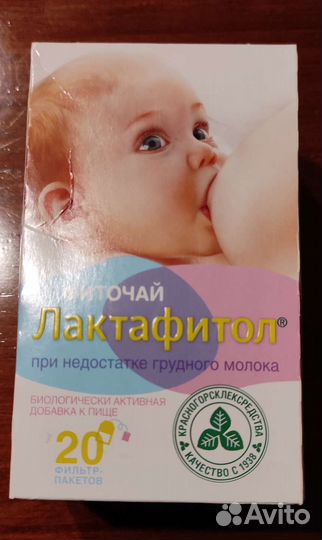 ФИТОЧАЙ
Лактафитол®
при недостатке грудного молока
БИОЛОГИЧЕСКИ АКТИВНАЯ
ДОБАВКА К ПИЩЕ
20
ФИЛЬТР-
ПАКЕТОВ
КРАСНОГОРСКЛЕКСРЕДСТВА
КАЧЕСТВО С 1938
Avito